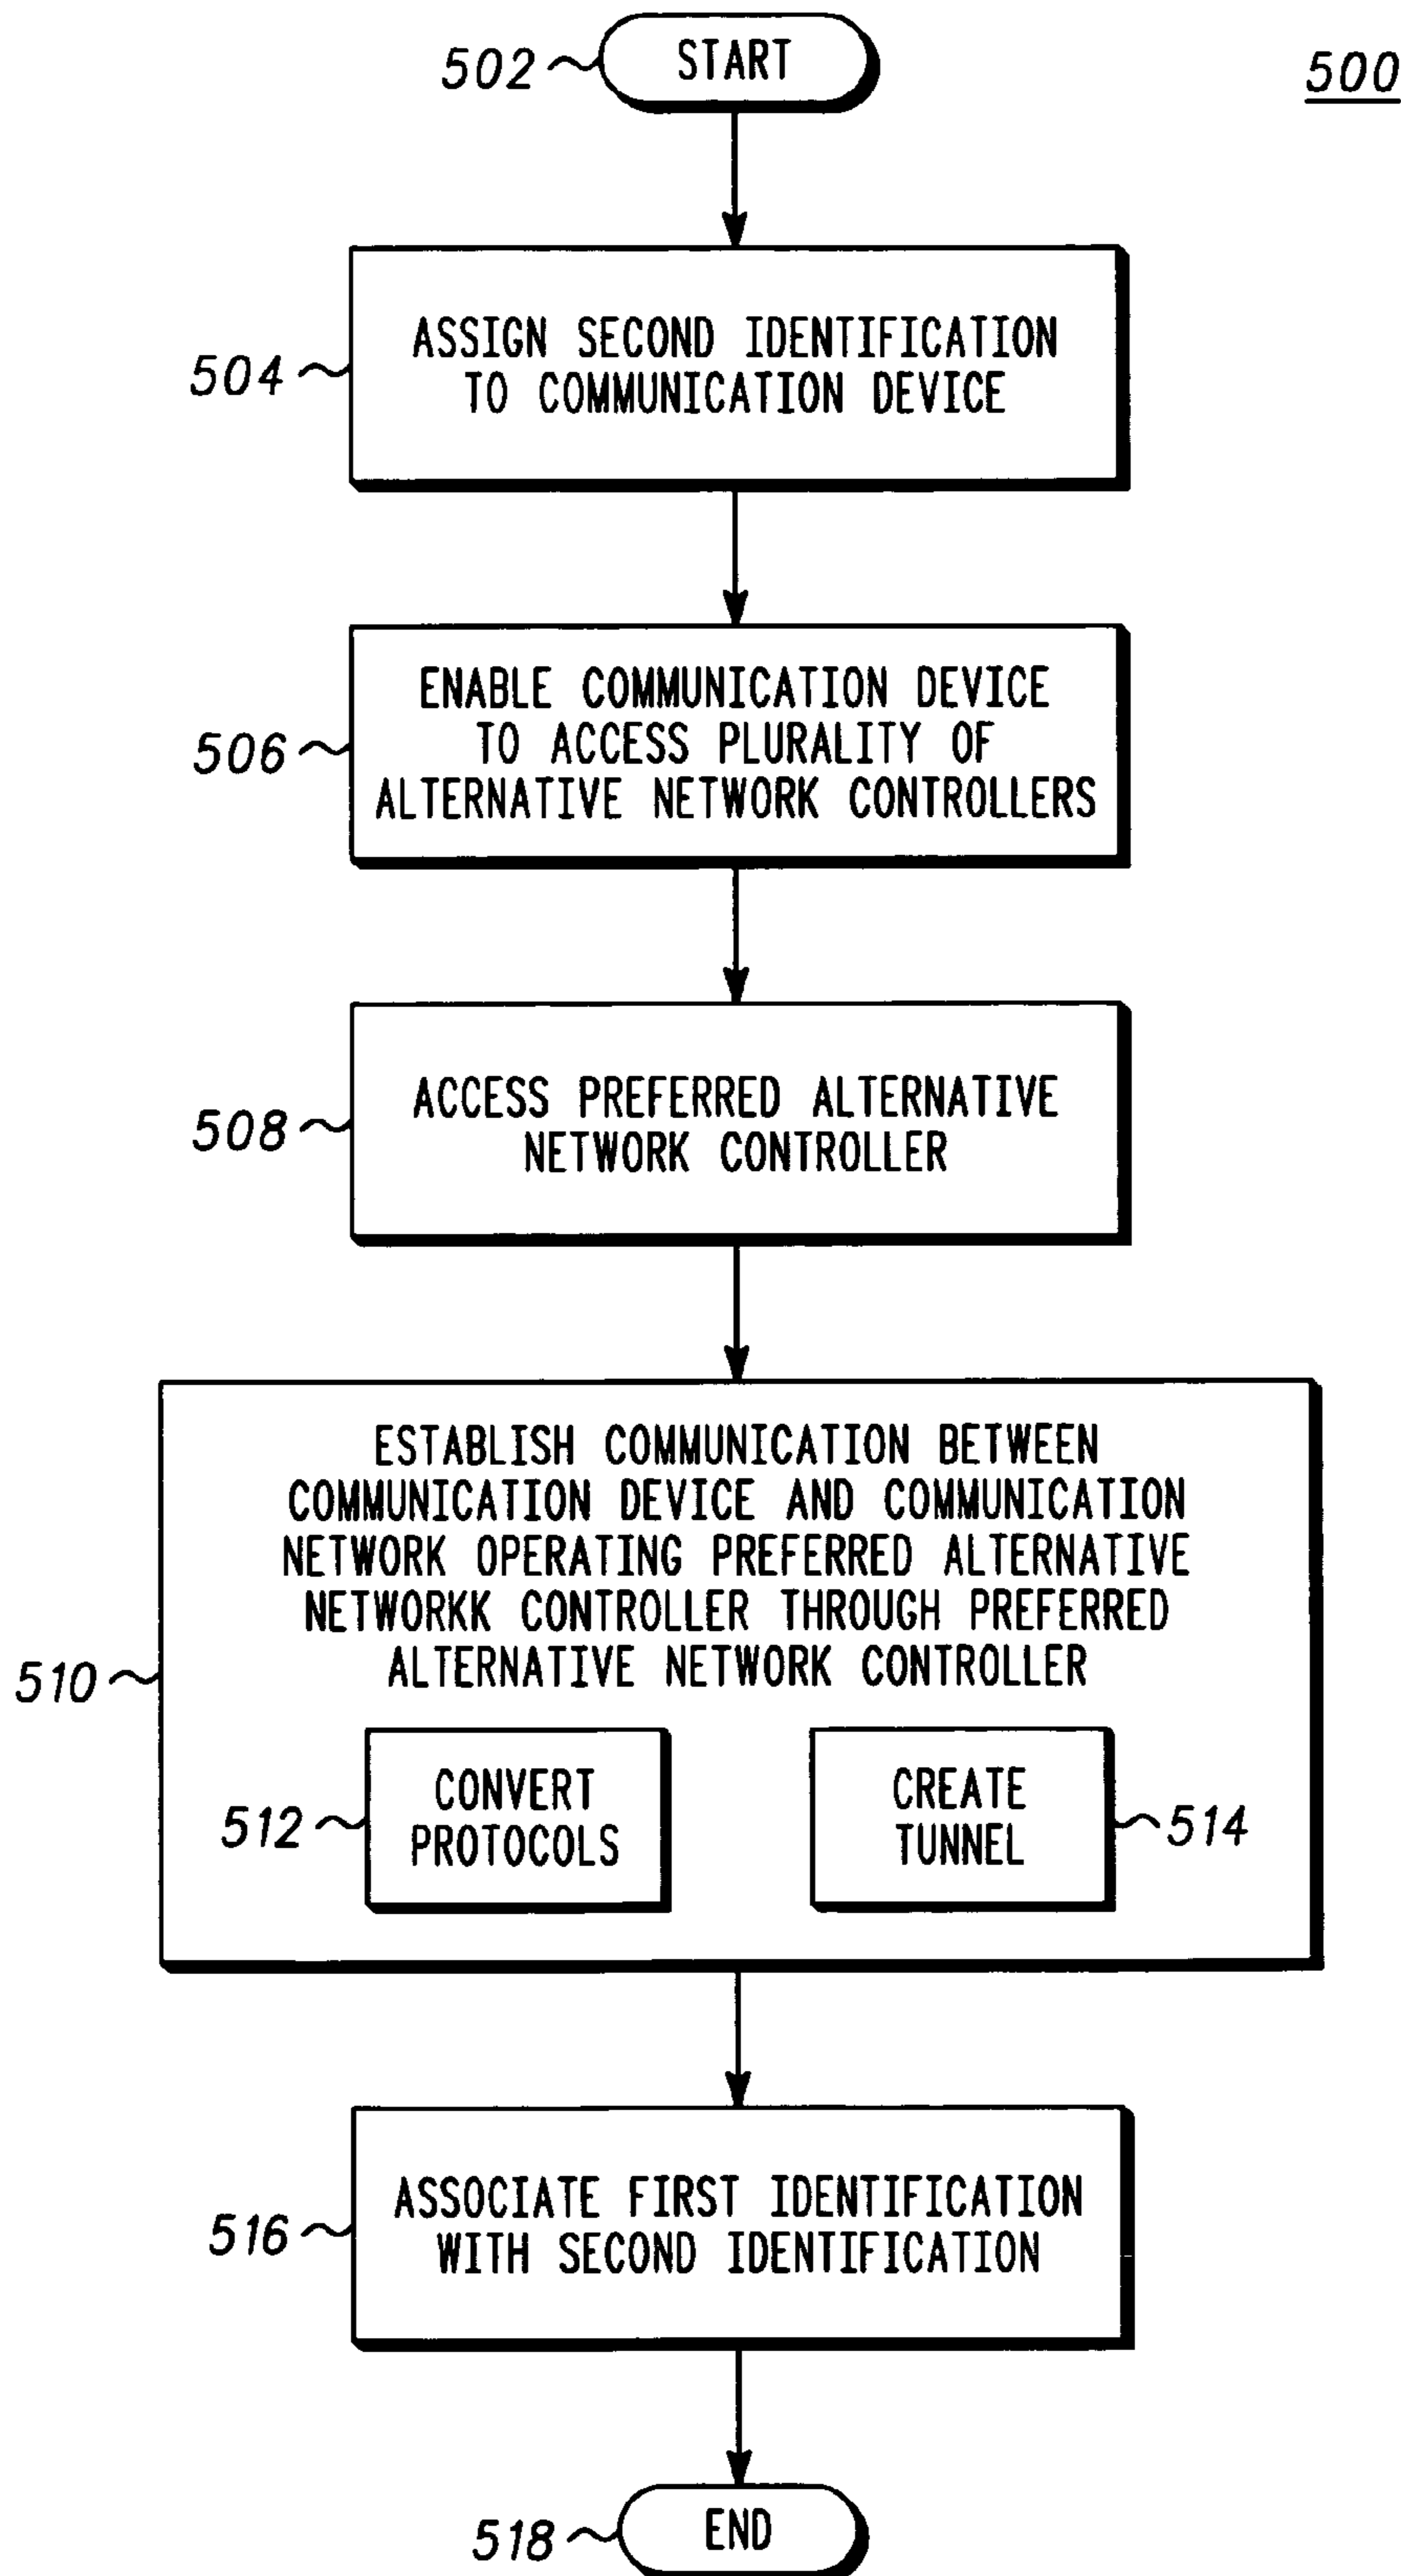 START
502
500
ASSIGN SECOND IDENTIFICATION
TO COMMUNICATION DEVICE
504
ENABLE COMMUNICATION DEVICE
TO ACCESS PLURALITY OF
ALTERNATIVE NETWORK CONTROLLERS
506
ACCESS PREFERRED ALTERNATIVE
NETWORK CONTROLLER
508
ESTABLISH COMMUNICATION BETWEEN
COMMUNICATION DEVICE AND COMMUNICATION
NETWORK OPERATING PREFERRED ALTERNATIVE
NETWORKK CONTROLLER THROUGH PREFERRED
ALTERNATIVE NETWORK CONTROLLER
510
CONVERT
PROTOCOLS
512
CREATE
TUNNEL
514
ASSOCIATE FIRST IDENTIFICATION
WITH SECOND IDENTIFICATION
516
END
518